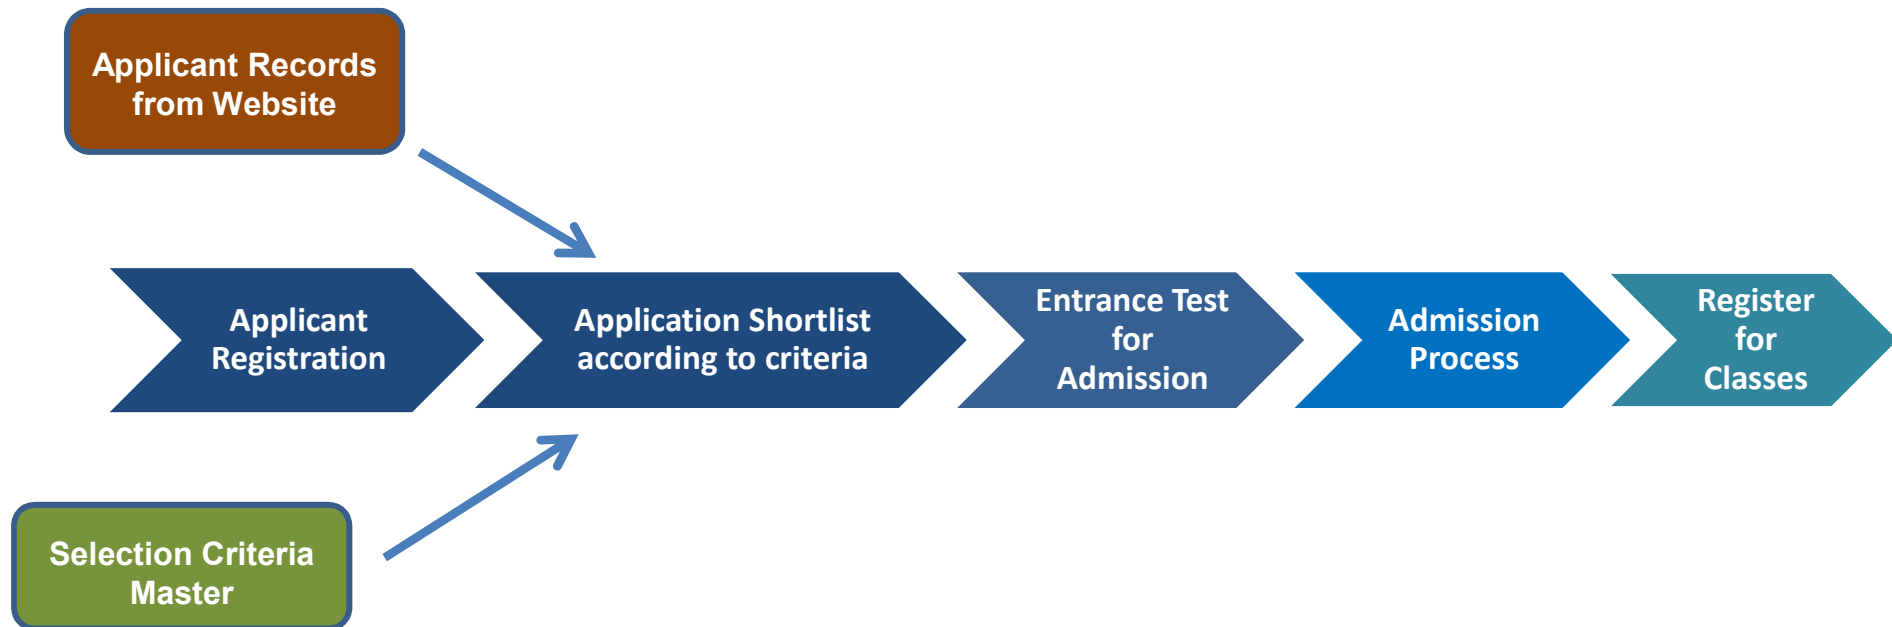 Applicant Records
from Website
Applicant
Registration
Application Shortlist
according to criteria
Entrance Test
for
Admission
Admission
Process
Register
for
Classes
Selection Criteria
Master